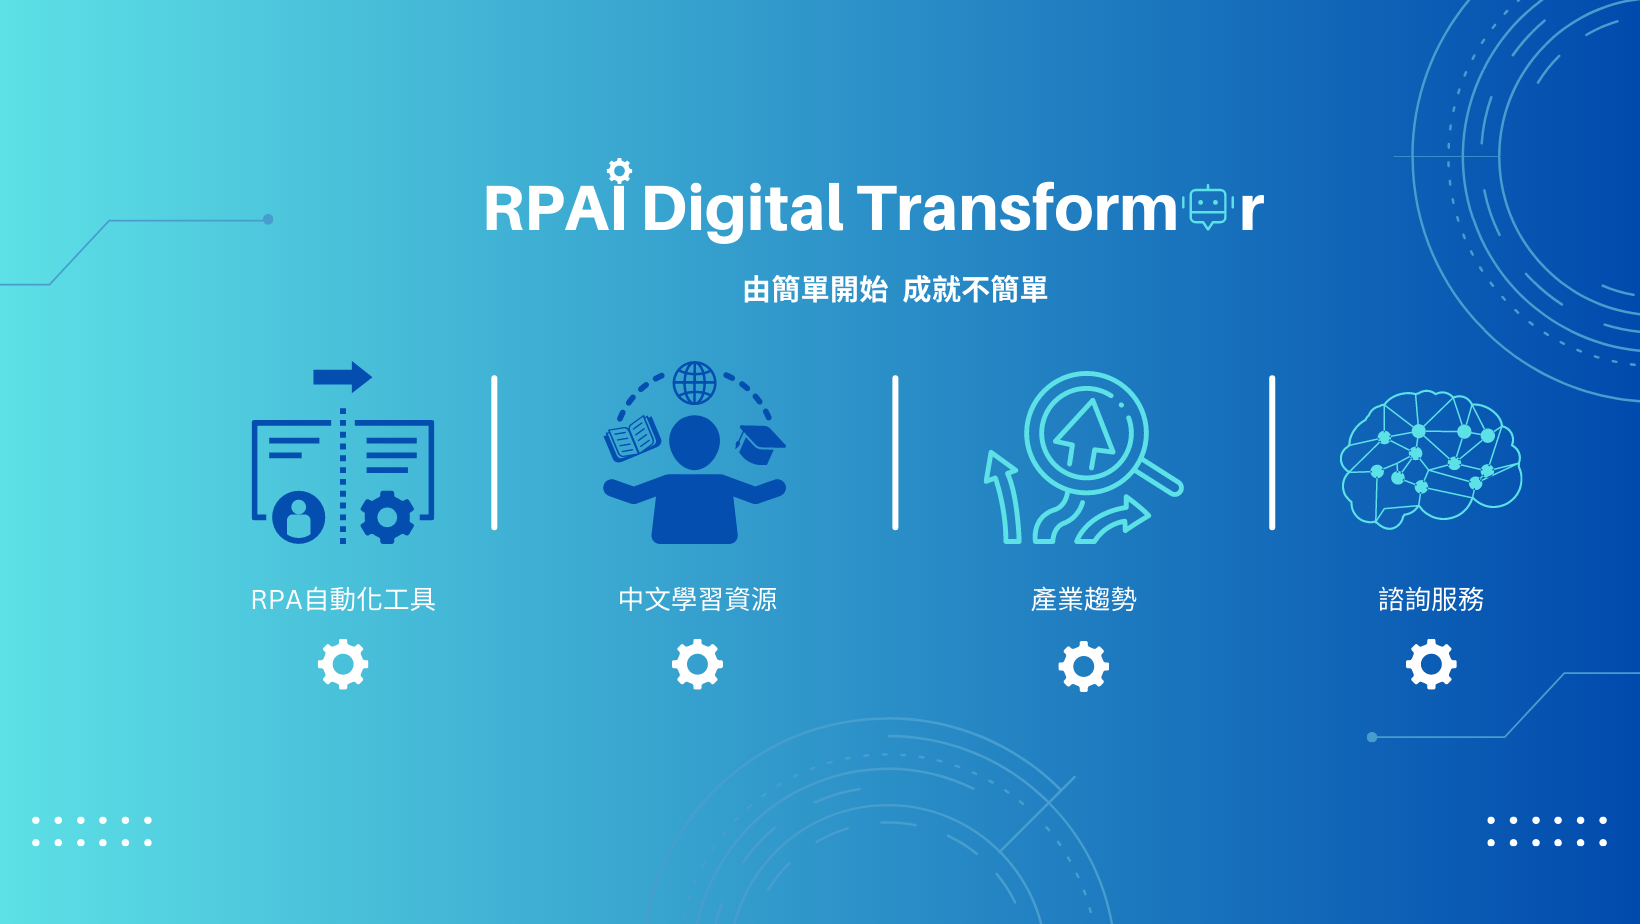 RPAI Digital Transformer
由簡單開始 成就不簡單
RPA自動化工具
中文學習資源
產業趨勢
諮詢服務